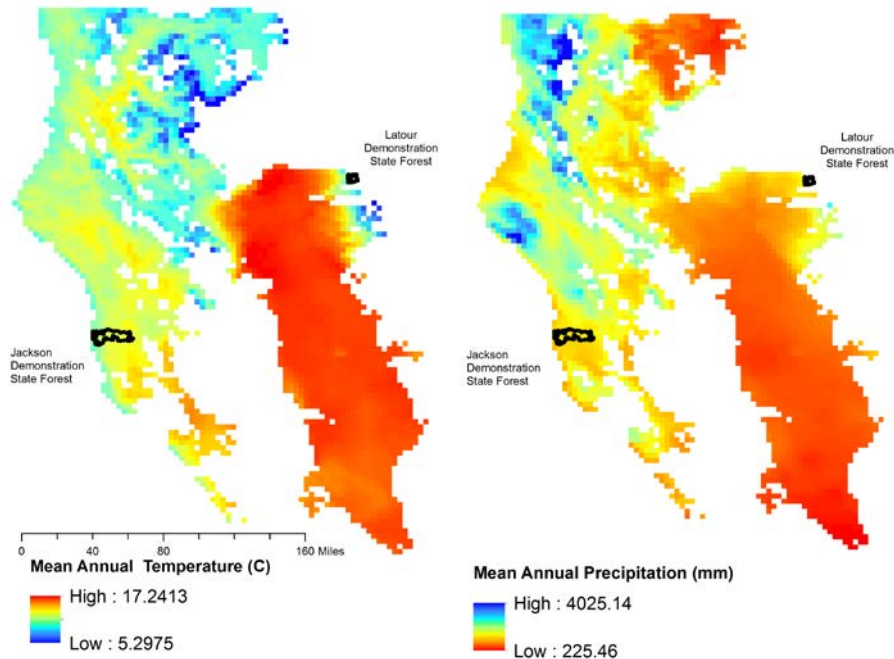 Latour
Demonstration
State Forest
Jackson
Demonstration
State Forest
0 40 80 160 Miles
Mean Annual Temperature (C)
High : 17.2413
Low : 5.2975
Latour
Demonstration
State Forest
Jackson
Demonstration
State Forest
Mean Annual Precipitation (mm)
High : 4025.14
Low : 225.46